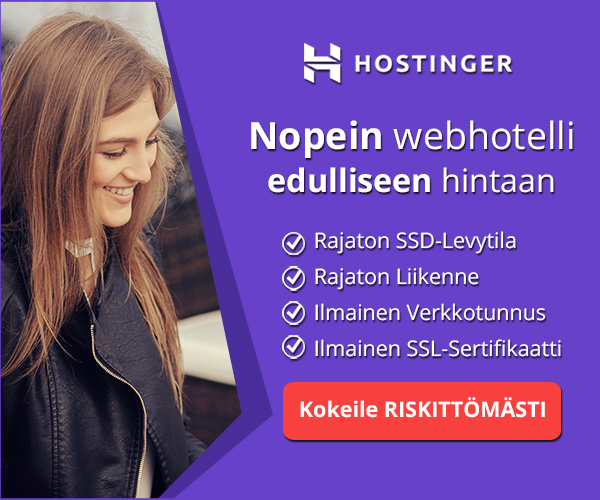 HOSTINGER
Nopein webhotelli
edulliseen hintaan
Rajaton SSD-Levytila
Rajaton Liikenne
Ilmainen Verkkotunnus
Ilmainen SSL-Sertifikaatti
Kokeile RISKITTÖMÄSTI